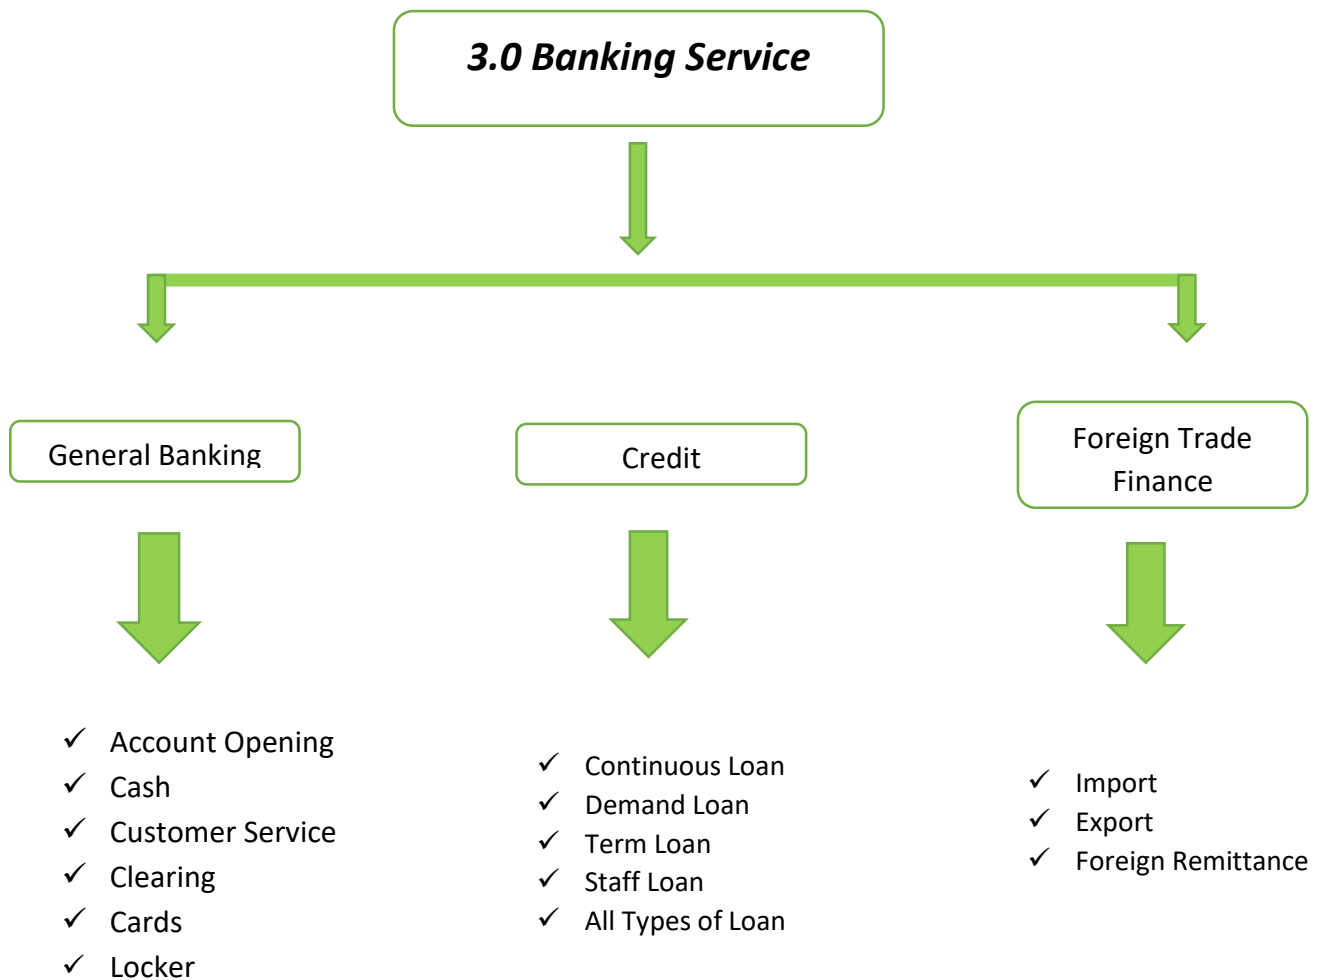 3.0 Banking Service
General Banking
Credit
Foreign Trade
Finance
✓ Account Opening
✓ Cash
✓ Customer Service
✓ Clearing
✓ Cards
✓ Locker
✓ Continuous Loan
✓ Demand Loan
✓ Term Loan
✓ Staff Loan
✓ All Types of Loan
✓ Import
✓ Export
✓ Foreign Remittance